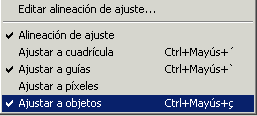 Editar alineación de ajuste...
Alineación de ajuste
Ajustar a cuadrícula Ctrl+Mayús+´
Ajustar a guías Ctrl+Mayús+`
Ajustar a píxeles
Ajustar a objetos Ctrl+Mayús+ç